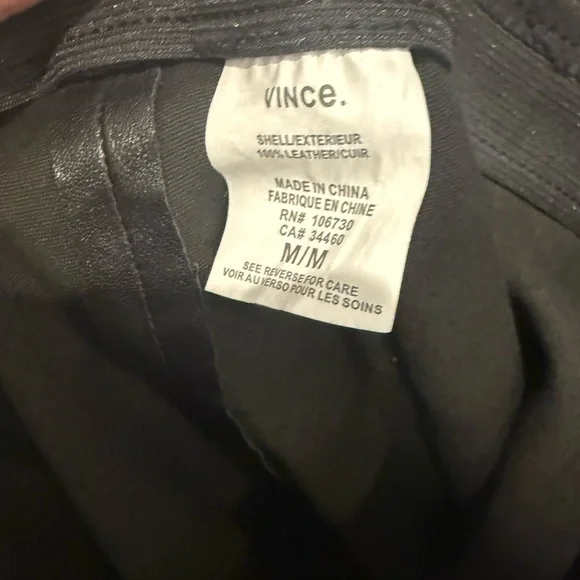 VINCE.
SHELL/EXTERIEUR
100% LEATHER/CUIR
MADE IN CHINA
FABRIQUE EN CHINE
RN# 106730
CA# 34460
M/M
SEE REVERSE FOR CARE
VOIR AU VERSO POUR LES SOINS